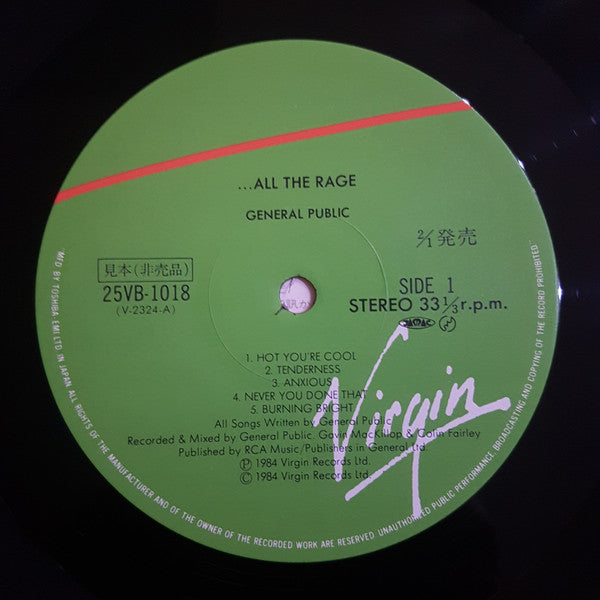 ...ALL THE RAGE
GENERAL PUBLIC
2/1発売
見本(非売品)
25VB-1018
(V-2324-A)
SIDE 1
STEREO 33 1/3 r.p.m.
JASRAC
1. HOT YOU'RE COOL
2. TENDERNESS
3. ANXIOUS
4. NEVER YOU DONE THAT
5. BURNING BRIGHT
All Songs Written by General Public
Recorded & Mixed by General Public. Gavin MacKillop & Colin Fairley
Published by RCA Music/Publishers in General Ltd.
Ⓟ 1984 Virgin Records Ltd.
© 1984 Virgin Records Ltd.
Virgin
"MFD BY TOSHIBA EMI LTD IN JAPAN ALL RIGHTS OF THE MANUFACTURER AND OF THE OWNER OF THE RECORDED WORK ARE RESERVED. UNAUTHORIZED PUBLIC PERFORMANCE, BROADCASTING AND COPYING OF THE RECORD PROHIBITED"